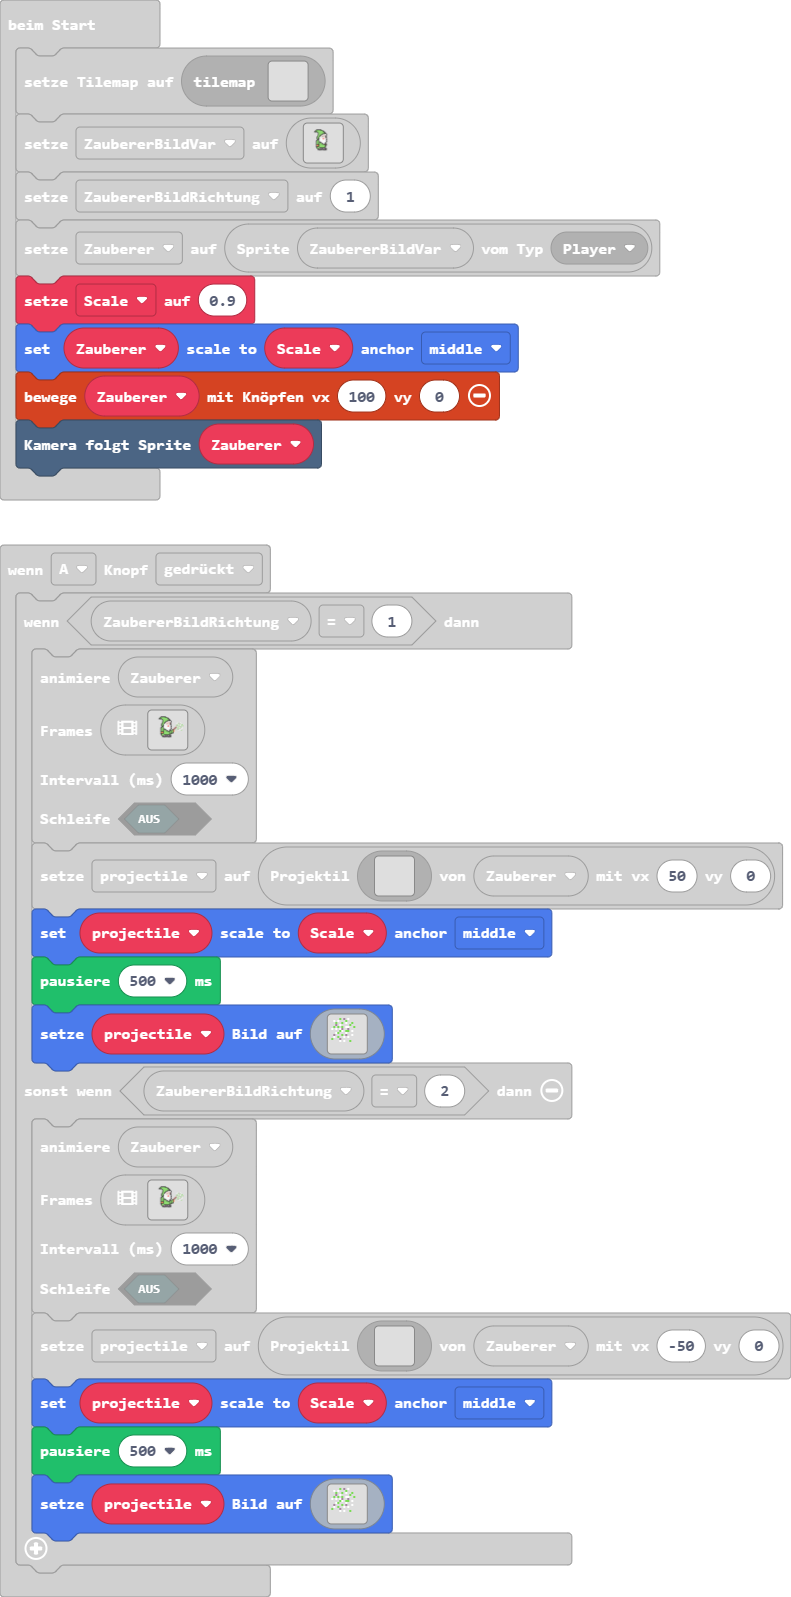 beim Start
setze Tilemap auf tilemap
setze ZaubererBildVar auf
setze ZaubererBildRichtung auf 1
setze Zauberer auf Sprite ZaubererBildVar vom Typ Player
setze Scale auf 0.9
set Zauberer scale to Scale anchor middle
bewege Zauberer mit Knöpfen vx 100 vy 0
Kamera folgt Sprite Zauberer
wenn A Knopf gedrückt
wenn ZaubererBildRichtung = 1 dann
animiere Zauberer
Frames
Intervall (ms) 1000
Schleife AUS
setze projectile auf Projektil von Zauberer mit vx 50 vy 0
set projectile scale to Scale anchor middle
pausiere 500 ms
setze projectile Bild auf
sonst wenn ZaubererBildRichtung = 2 dann
animiere Zauberer
Frames
Intervall (ms) 1000
Schleife AUS
setze projectile auf Projektil von Zauberer mit vx -50 vy 0
set projectile scale to Scale anchor middle
pausiere 500 ms
setze projectile Bild auf